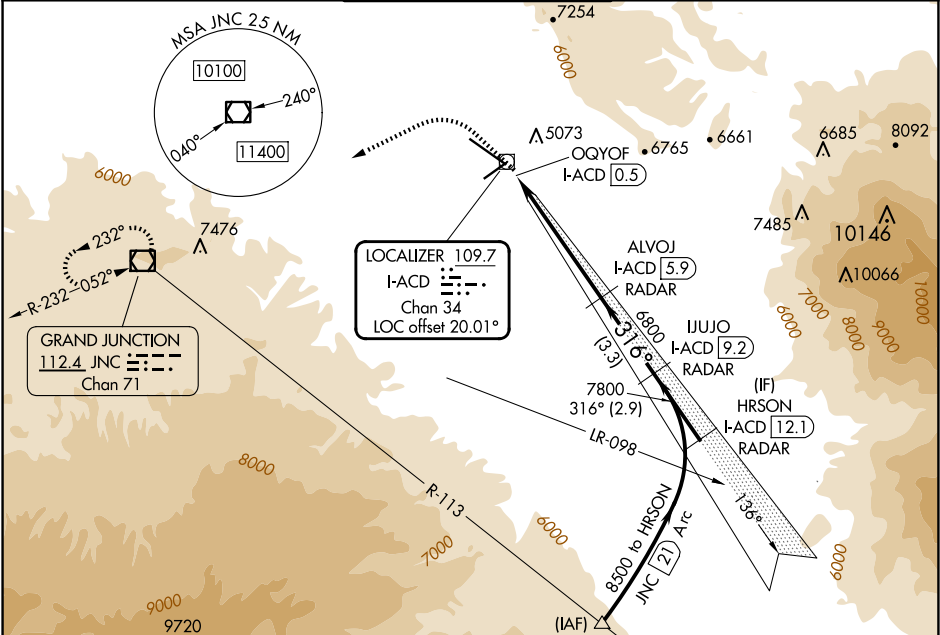 MSA JNC 25 NM
10100
240°
040°
11400
7254
6000
5073
OQYOF
I-ACD 0.5
6765
6661
6685
8092
6000
7476
232°
R-232
052°
GRAND JUNCTION
112.4 JNC
Chan 71
LOCALIZER 109.7
I-ACD
Chan 34
LOC offset 20.01°
ALVOJ
I-ACD 5.9
RADAR
7485
10146
10066
10000
9000
8000
7000
6000
6800
316°
(3.3)
IJUJO
I-ACD 9.2
RADAR
7800
316° (2.9)
(IF)
HRSON
I-ACD 12.1
RADAR
LR-098
136°
R-113
8500 to HRSON
JNC 21 Arc
8000
7000
6000
6000
9000
9720
(IAF)